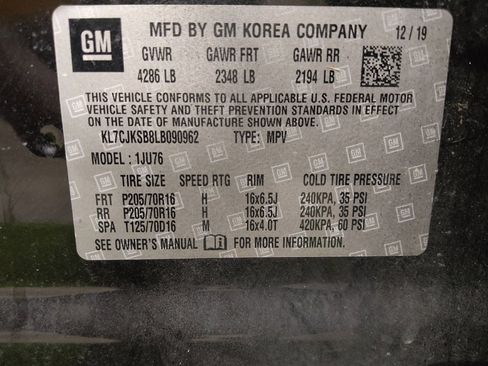 GM
MFD BY GM KOREA COMPANY 12/19
GVWR GAWR FRT GAWR RR
4286 LB 2348 LB 2194 LB
THIS VEHICLE CONFORMS TO ALL APPLICABLE U.S. FEDERAL MOTOR
VEHICLE SAFETY AND THEFT PREVENTION STANDARDS IN EFFECT
ON THE DATE OF MANUFACTURE SHOWN ABOVE.
KL7CJKSB8LB090962 TYPE: MPV
MODEL : 1JU76
TIRE SIZE SPEED RTG RIM COLD TIRE PRESSURE
FRT P205/70R16 H 16x6.5J 240KPA, 35 PSI
RR P205/70R16 H 16x6.5J 240KPA, 35 PSI
SPA T125/70D16 M 16x4.0T 420KPA, 60 PSI
SEE OWNER'S MANUAL FOR MORE INFORMATION